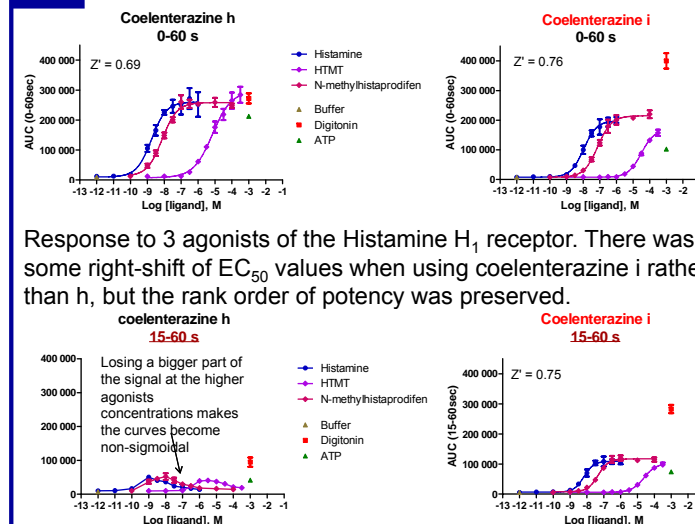 Coelenterazine h
0-60 s
Z' = 0.69
AUC (0-60sec)
400 000
300 000
200 000
100 000
0
-13 -12 -11 -10 -9 -8 -7 -6 -5 -4 -3 -2 -1
Log [ligand], M
Histamine
HTMT
N-methylhistaprodifen
Buffer
Digitonin
ATP
Coelenterazine i
0-60 s
Z' = 0.76
AUC (0-60sec)
400 000
300 000
200 000
100 000
0
-13 -12 -11 -10 -9 -8 -7 -6 -5 -4 -3 -2
Log [ligand], M
Response to 3 agonists of the Histamine H1 receptor. There was
some right-shift of EC50 values when using coelenterazine i rathe
than h, but the rank order of potency was preserved.
coelenterazine h
15-60 s
Losing a bigger part of
the signal at the higher
agonists
concentrations makes
the curves become
non-sigmoidal
400 000
300 000
200 000
100 000
0
-13 -12 -11 -10 -9 -8 -7 -6 -5 -4 -3 -2 -1
Log [ligand], M
Histamine
HTMT
N-methylhistaprodifen
Buffer
Digitonin
ATP
Coelenterazine i
15-60 s
Z' = 0.75
AUC (15-60sec)
400 000
300 000
200 000
100 000
0
-13 -12 -11 -10 -9 -8 -7 -6 -5 -4 -3 -2
Log [ligand], M